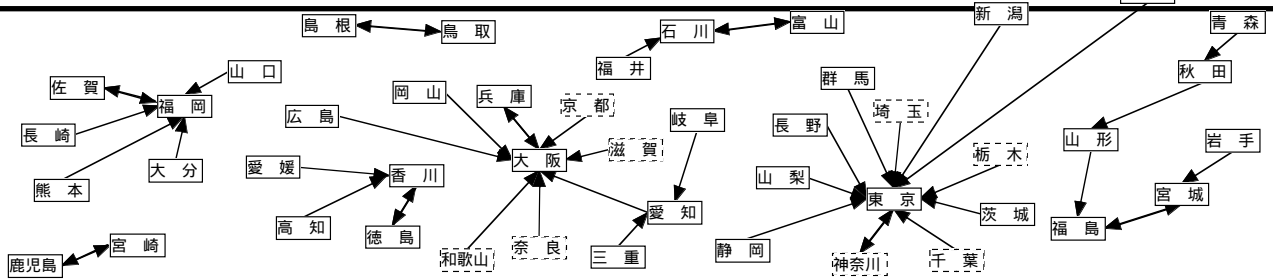 島 根
鳥 取
石 川
富 山
新 潟
青 森
福 井
秋 田
佐 賀
山 口
福 岡
長 崎
大 分
熊 本
鹿児島
宮 崎
広 島
岡 山
兵 庫
京 都
大 阪
滋 賀
岐 阜
愛 媛
香 川
高 知
徳 島
和歌山
奈 良
三 重
愛 知
群 馬
埼 玉
長 野
栃 木
山 梨
東 京
茨 城
静 岡
神奈川
千 葉
山 形
岩 手
宮 城
福 島